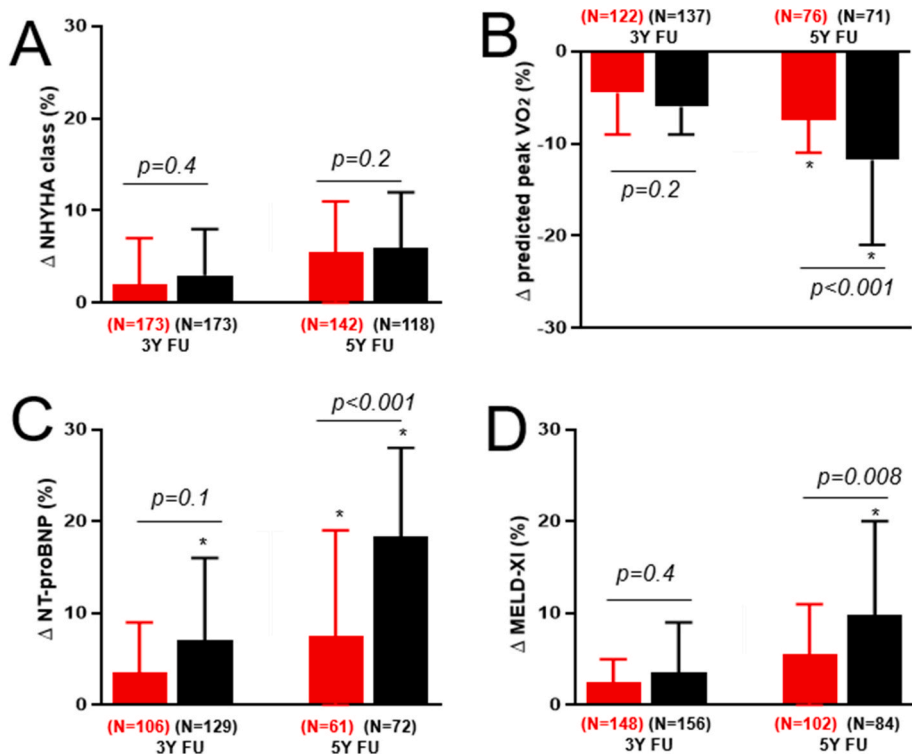 A
Δ NHYHA class (%)
30
20
10
0
p=0.4
p=0.2
(N=173) (N=173)
3Y FU
(N=142) (N=118)
5Y FU
B
(N=122) (N=137)
3Y FU
(N=76) (N=71)
5Y FU
Δ predicted peak VO2 (%)
0
-10
-20
-30
p=0.2
*
*
p<0.001
C
Δ NT-proBNP (%)
30
20
10
0
p=0.1
*
p<0.001
*
*
(N=106) (N=129)
3Y FU
(N=61) (N=72)
5Y FU
D
Δ MELD-XI (%)
30
20
10
0
p=0.4
p=0.008
*
(N=148) (N=156)
3Y FU
(N=102) (N=84)
5Y FU